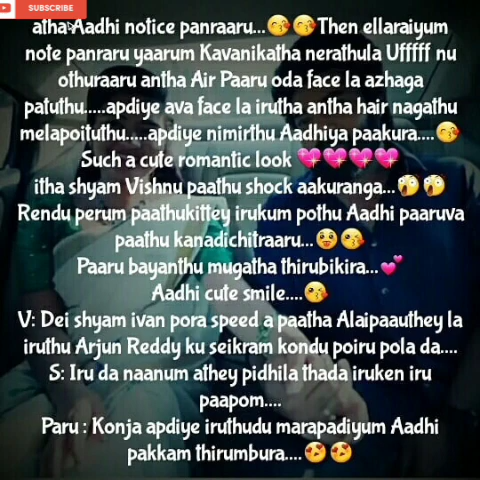 SUBSCRIBE
atha Aadhi notice panraaru...😚😚Then ellaraiyum
note panraru yaarum Kavanikatha nerathula Ufffff nu
othuraaru antha Air Paaru oda face la azhaga
patuthu.....apdiye ava face la irutha antha hair nagathu
melapoituthu.....apdiye nimirthu Aadhiya paakura....😚
Such a cute romantic look 💖💖💖💖
itha shyam Vishnu paathu shock aakuranga...😲😲
Rendu perum paathukittey irukum pothu Aadhi paaruva
paathu kanadichitraaru...😜😚
Paaru bayanthu mugatha thirubikira...💕
Aadhi cute smile....😚
V: Dei shyam ivan pora speed a paatha Alaipaauthey la
iruthu Arjun Reddy ku seikram kondu poiru pola da....
S: Iru da naanum athey pidhila thada iruken iru
paapom....
Paru : Konja apdiye iruthudu marapadiyum Aadhi
pakkam thirumbura....😍😍